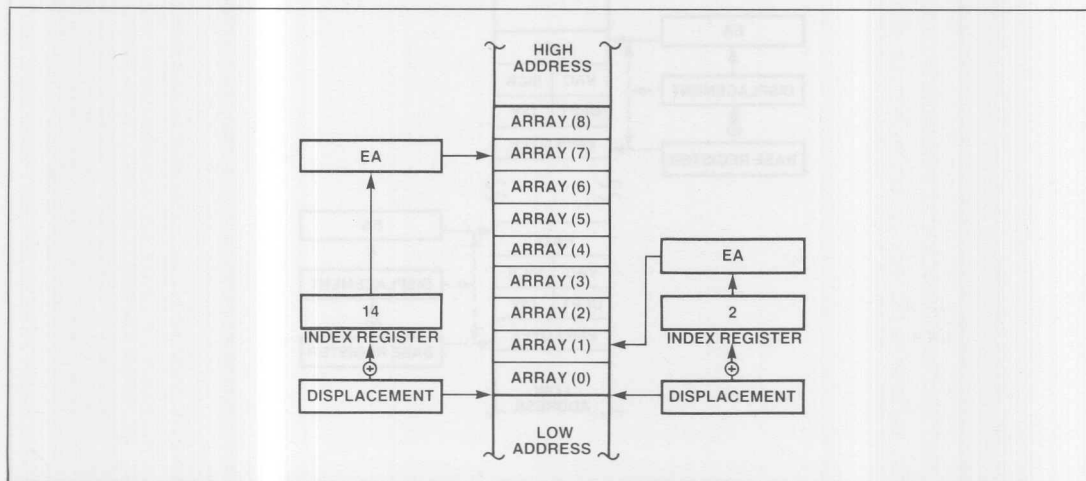 HIGH
ADDRESS
ARRAY (8)
EA
ARRAY (7)
ARRAY (6)
ARRAY (5)
ARRAY (4)
EA
ARRAY (3)
14
ARRAY (2)
2
INDEX REGISTER
ARRAY (1)
INDEX REGISTER
+
+
DISPLACEMENT
ARRAY (0)
DISPLACEMENT
LOW
ADDRESS